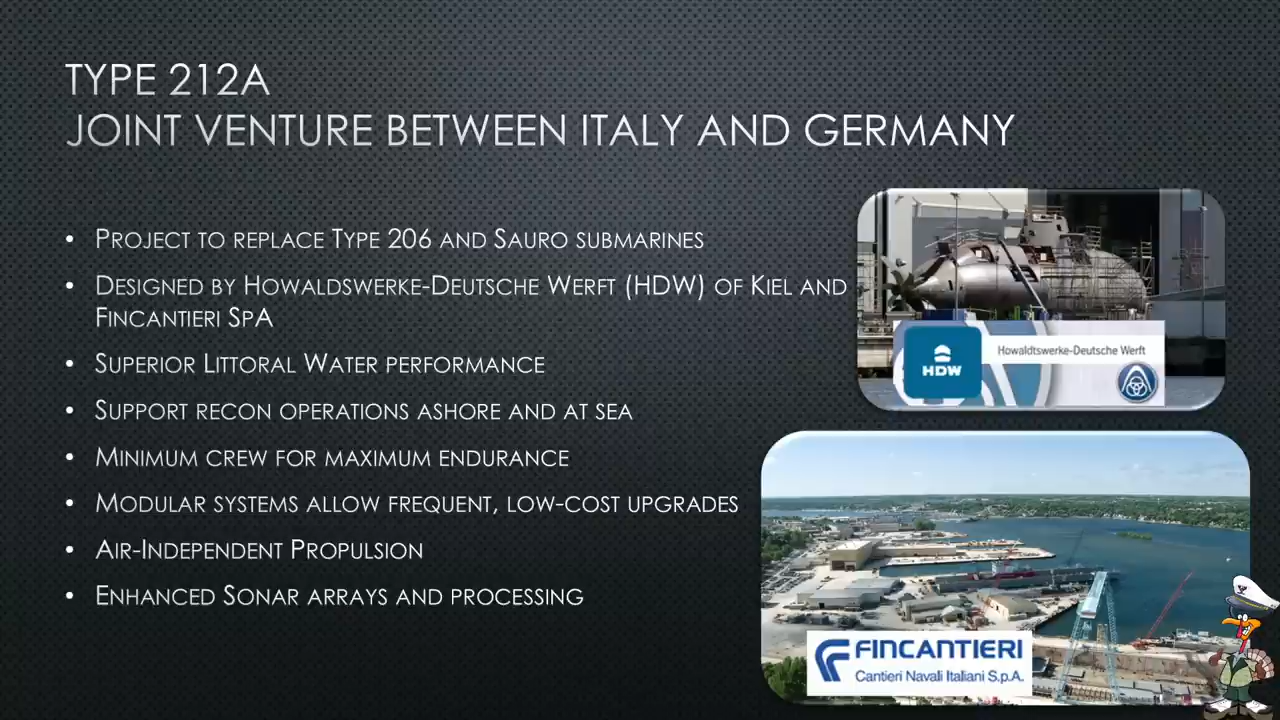 TYPE 212A
JOINT VENTURE BETWEEN ITALY AND GERMANY
• PROJECT TO REPLACE TYPE 206 AND SAURO SUBMARINES
• DESIGNED BY HOWALDSWERKE-DEUTSCHE WERFT (HDW) OF KIEL AND
FINCANTIERI SPA
• SUPERIOR LITTORAL WATER PERFORMANCE
• SUPPORT RECON OPERATIONS ASHORE AND AT SEA
• MINIMUM CREW FOR MAXIMUM ENDURANCE
• MODULAR SYSTEMS ALLOW FREQUENT, LOW-COST UPGRADES
• AIR-INDEPENDENT PROPULSION
• ENHANCED SONAR ARRAYS AND PROCESSING
Howaldtswerke-Deutsche Werft
HDW
FINCANTIERI
Cantieri Navali Italiani S.p.A.